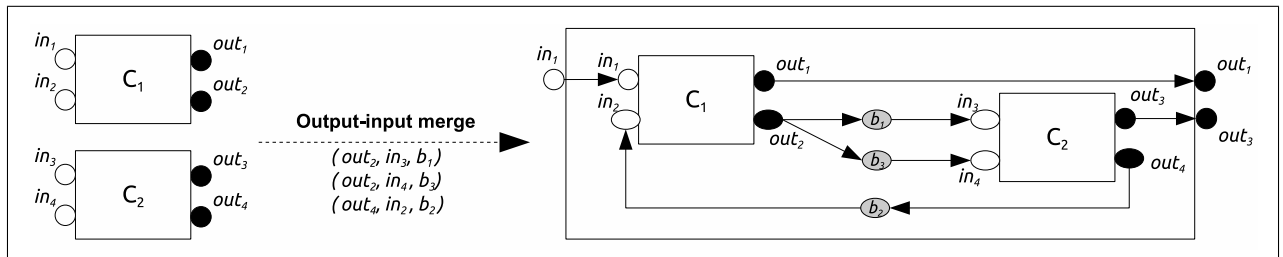 in₁
in₂
C₁
out₁
out₂
in₃
in₄
C₂
out₃
out₄
Output-input merge
(out₂, in₃, b₁)
(out₂, in₄, b₃)
(out₄, in₂, b₂)
in₁
in₁
in₂
C₁
out₁
out₂
b₁
b₃
b₂
in₃
in₄
C₂
out₃
out₄
out₁
out₃